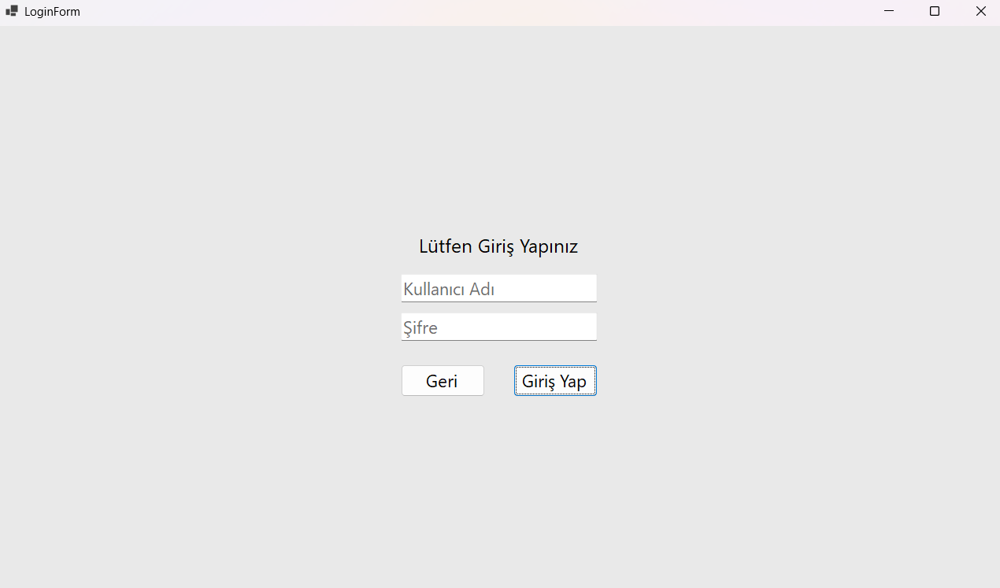 LoginForm
Lütfen Giriş Yapınız
Kullanıcı Adı
Şifre
Geri
Giriş Yap